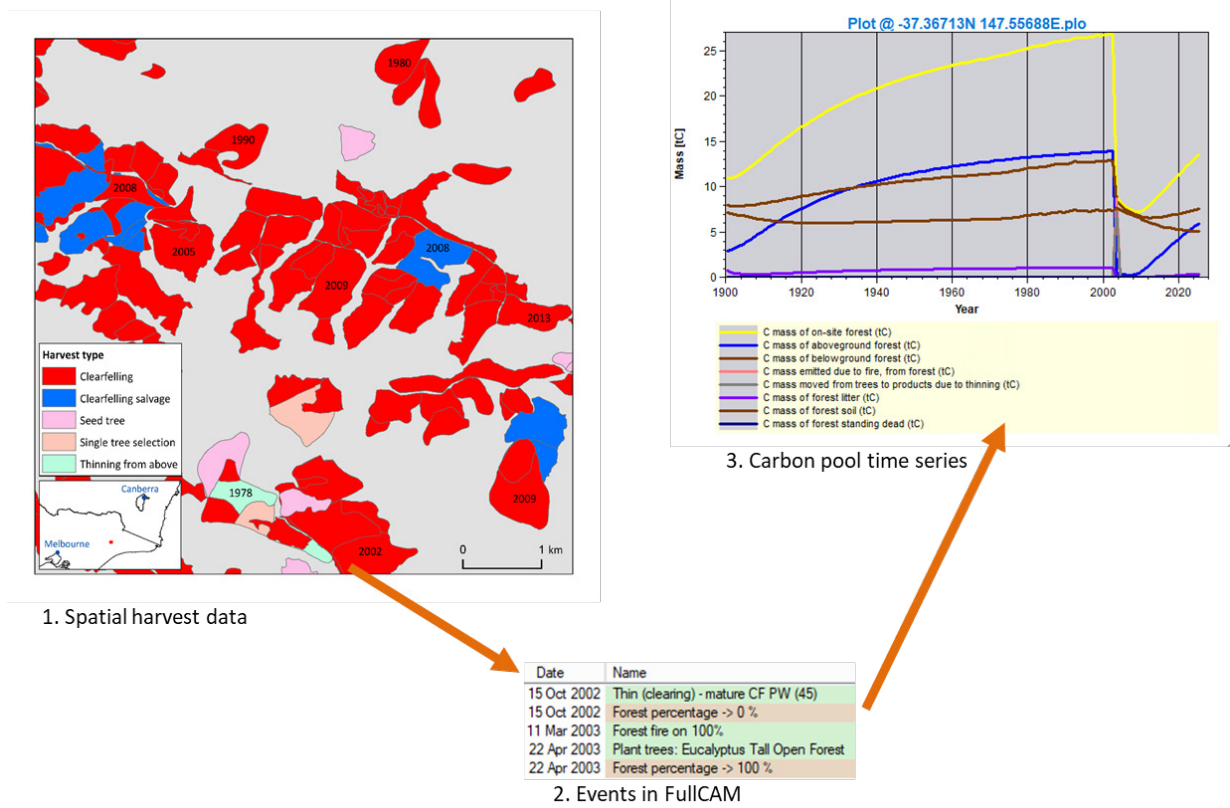 1980
1990
2008
2005
2008
2009
2013
1978
2009
2002
Harvest type
Clearfelling
Clearfelling salvage
Seed tree
Single tree selection
Thinning from above
Canberra
Melbourne
0 1 km
1. Spatial harvest data
Date Name
15 Oct 2002 Thin (clearing) - mature CF PW (45)
15 Oct 2002 Forest percentage -> 0 %
11 Mar 2003 Forest fire on 100%
22 Apr 2003 Plant trees: Eucalyptus Tall Open Forest
22 Apr 2003 Forest percentage -> 100 %
2. Events in FullCAM
Plot @ -37.36713N 147.55688E.plo
Mass [tC]
25
20
15
10
5
0
1900 1920 1940 1960 1980 2000 2020
Year
C mass of on-site forest (tC)
C mass of aboveground forest (tC)
C mass of belowground forest (tC)
C mass emitted due to fire, from forest (tC)
C mass moved from trees to products due to thinning (tC)
C mass of forest litter (tC)
C mass of forest soil (tC)
C mass of forest standing dead (tC)
3. Carbon pool time series